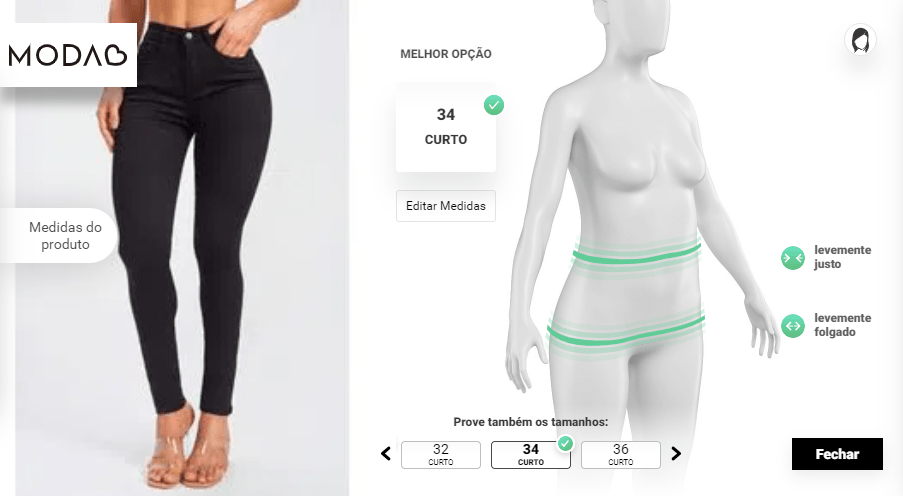 MODAB
MELHOR OPÇÃO
34
CURTO
Editar Medidas
Medidas do
produto
levemente
justo
levemente
folgado
Prove também os tamanhos:
32
CURTO
34
CURTO
36
CURTO
Fechar